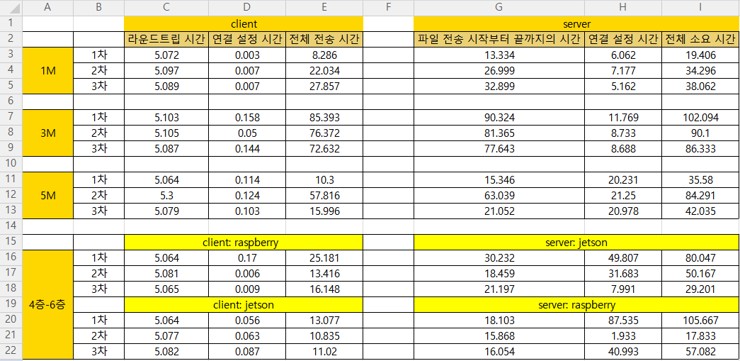 A B C D E F G H I
1 client server
2 라운드트립 시간 연결 설정 시간 전체 전송 시간 파일 전송 시작부터 끝까지의 시간 연결 설정 시간 전체 소요 시간
3 1차 5.072 0.003 8.286 13.334 6.062 19.406
4 1M 2차 5.097 0.007 22.034 26.999 7.177 34.296
5 3차 5.089 0.007 27.857 32.899 5.162 38.062
6
7 1차 5.103 0.158 85.393 90.324 11.769 102.094
8 3M 2차 5.105 0.05 76.372 81.365 8.733 90.1
9 3차 5.087 0.144 72.632 77.643 8.688 86.333
10
11 1차 5.064 0.114 10.3 15.346 20.231 35.58
12 5M 2차 5.3 0.124 57.816 63.039 21.25 84.291
13 3차 5.079 0.103 15.996 21.052 20.978 42.035
14
15 client: raspberry server: jetson
16 1차 5.064 0.17 25.181 30.232 49.807 80.047
17 2차 5.081 0.006 13.416 18.459 31.683 50.167
18 3차 5.065 0.009 16.148 21.197 7.991 29.201
19 4층-6층 client: jetson server: raspberry
20 1차 5.064 0.056 13.077 18.103 87.535 105.667
21 2차 5.077 0.063 10.835 15.868 1.933 17.833
22 3차 5.082 0.087 11.02 16.054 40.993 57.082